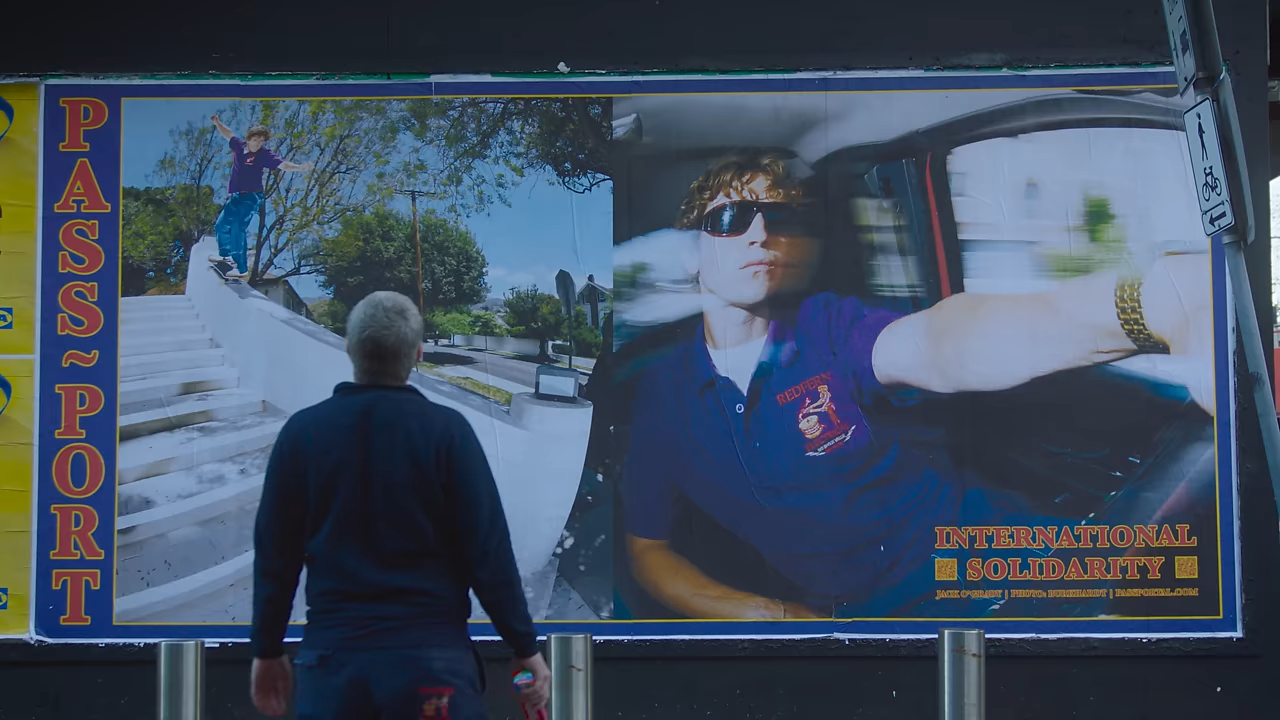 PASS~PORT
REDFERN
INTERNATIONAL
SOLIDARITY
JACK O'GRADY | PHOTO: BURKHARDT | PASSPORTAL.COM